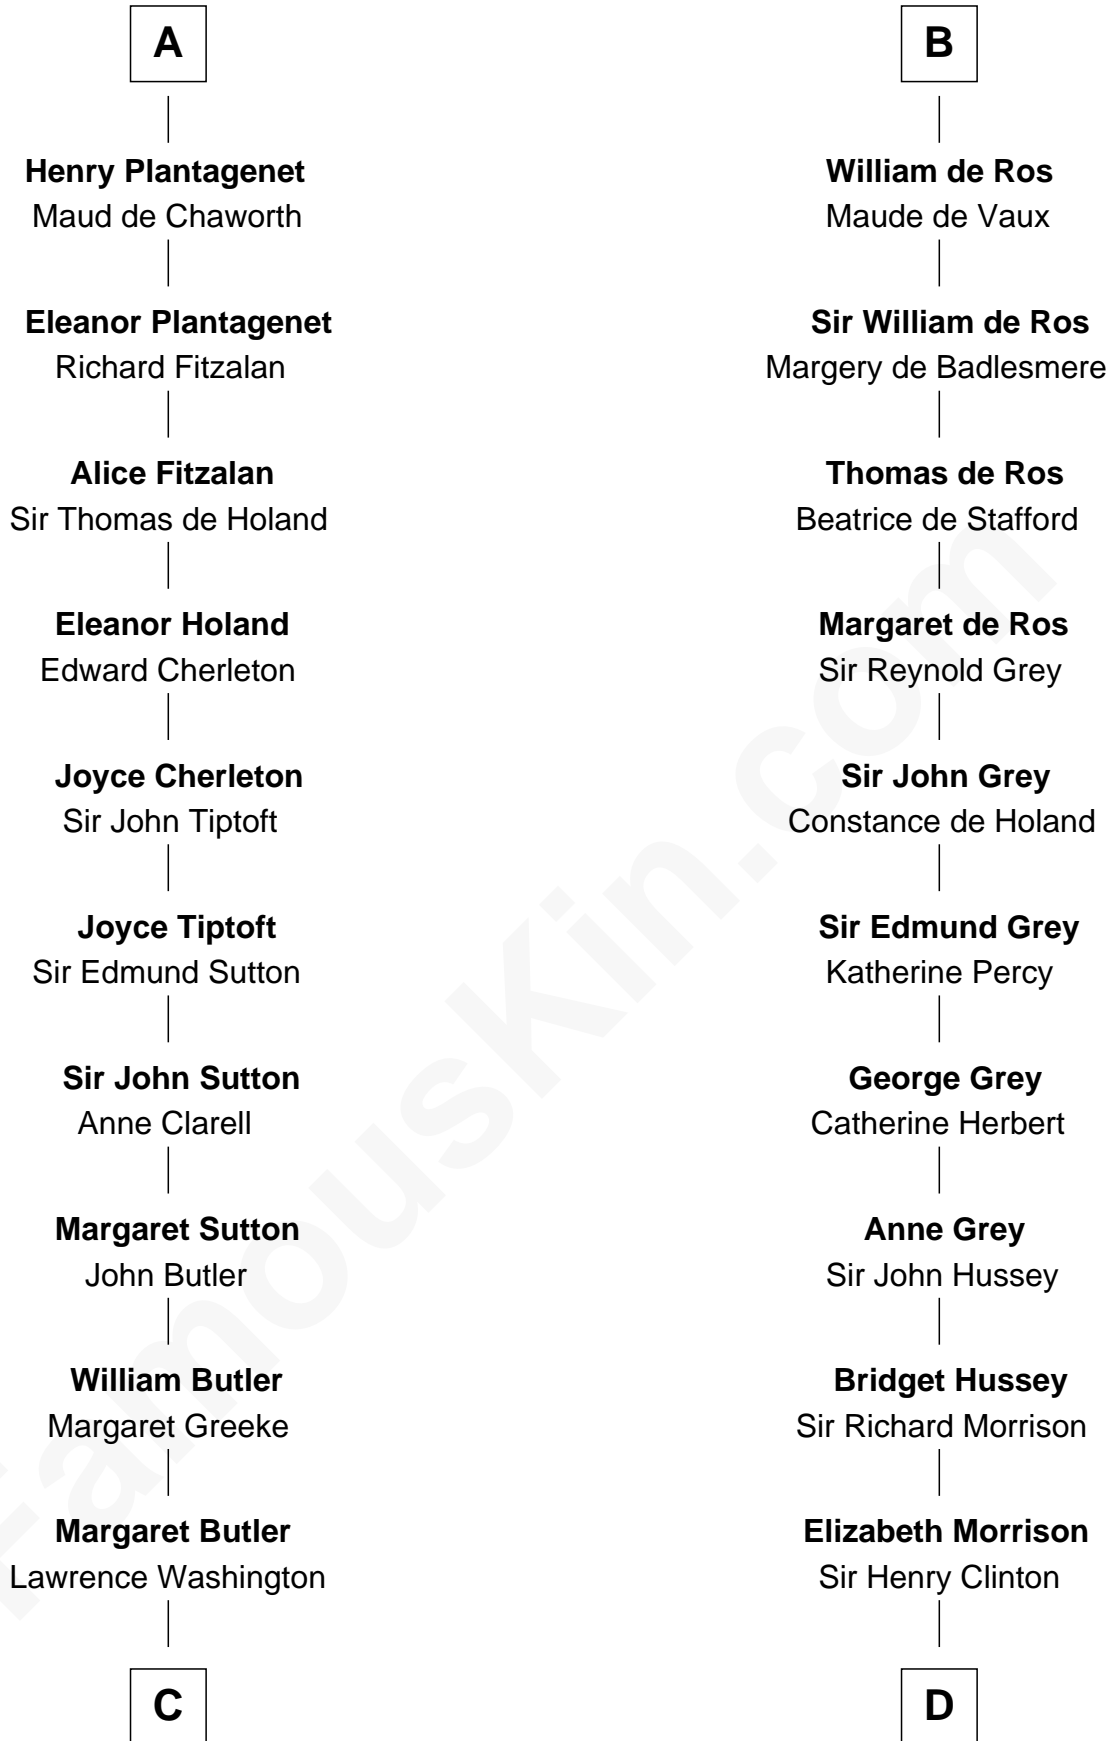 A
Henry Plantagenet
Maud de Chaworth
Eleanor Plantagenet
Richard Fitzalan
Alice Fitzalan
Sir Thomas de Holand
Eleanor Holand
Edward Cherleton
Joyce Cherleton
Sir John Tiptoft
Joyce Tiptoft
Sir Edmund Sutton
Sir John Sutton
Anne Clarell
Margaret Sutton
John Butler
William Butler
Margaret Greeke
Margaret Butler
Lawrence Washington
C
B
William de Ros
Maude de Vaux
Sir William de Ros
Margery de Badlesmere
Thomas de Ros
Beatrice de Stafford
Margaret de Ros
Sir Reynold Grey
Sir John Grey
Constance de Holand
Sir Edmund Grey
Katherine Percy
George Grey
Catherine Herbert
Anne Grey
Sir John Hussey
Bridget Hussey
Sir Richard Morrison
Elizabeth Morrison
Sir Henry Clinton
D
FamousKin.com